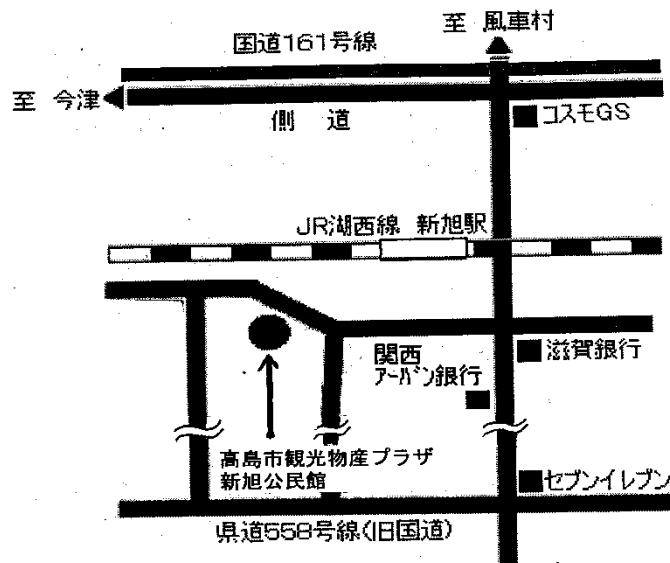 至 風車村
国道161号線
至 今津
側 道
コスモGS
JR湖西線 新旭駅
関西
アーバン銀行
滋賀銀行
高島市観光物産プラザ
新旭公民館
セブンイレブン
県道558号線(旧国道)